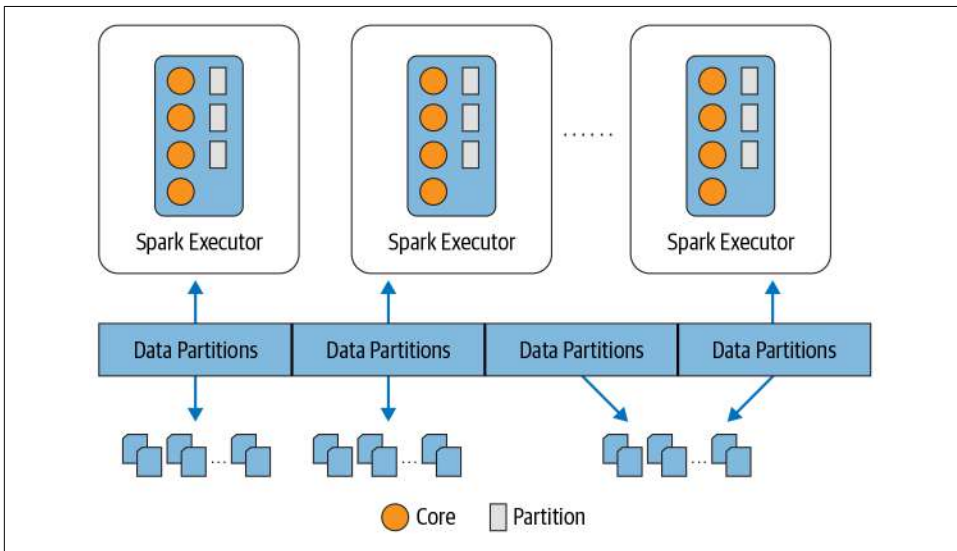 Spark Executor
Spark Executor
......
Spark Executor
Data Partitions
Data Partitions
Data Partitions
Data Partitions
...
...
...
Core
Partition